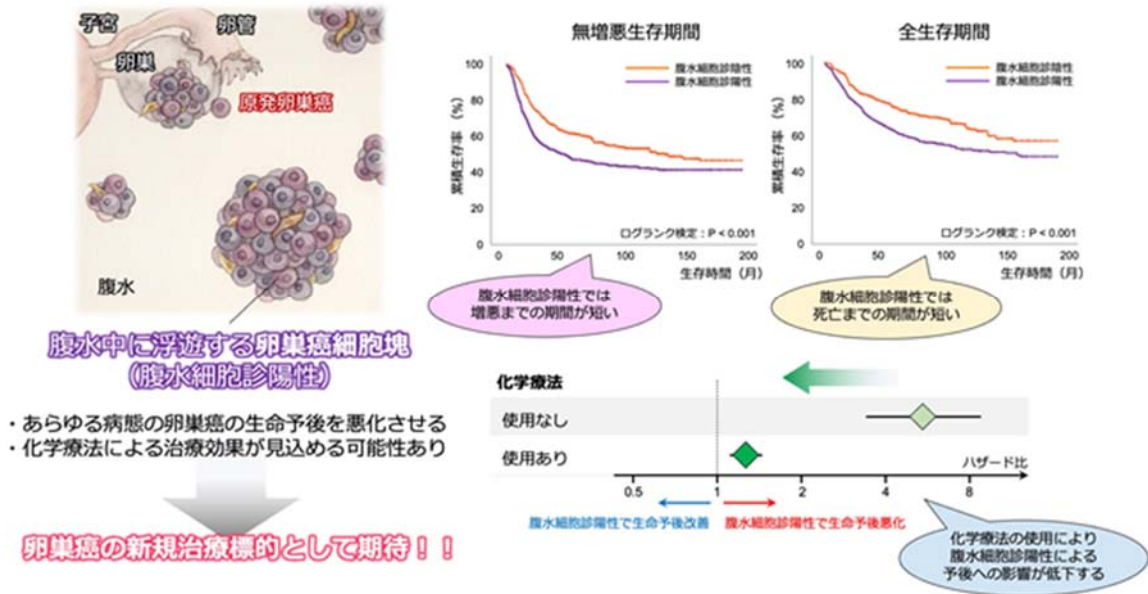 子宮
卵管
卵巣
原発卵巣癌
腹水
腹水中に浮遊する卵巣癌細胞塊
(腹水細胞診陽性)
・あらゆる病態の卵巣癌の生命予後を悪化させる
・化学療法による治療効果が見込める可能性あり
卵巣癌の新規治療標的として期待！！
無増悪生存期間
累積生存率 (%)
100
80
60
40
20
0
腹水細胞診陰性
腹水細胞診陽性
ログランク検定：P < 0.001
0 50 100 150 200
生存時間（月）
腹水細胞診陽性では
増悪までの期間が短い
全生存期間
累積生存率 (%)
100
80
60
40
20
0
腹水細胞診陰性
腹水細胞診陽性
ログランク検定：P < 0.001
0 50 100 150 200
生存時間（月）
腹水細胞診陽性では
死亡までの期間が短い
化学療法
使用なし
使用あり
ハザード比
0.5 1 2 4 8
腹水細胞診陽性で生命予後改善
腹水細胞診陽性で生命予後悪化
化学療法の使用により
腹水細胞診陽性による
予後への影響が低下する